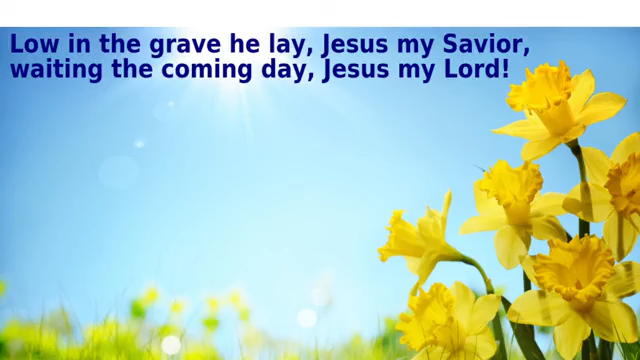 Low in the grave he lay, Jesus my Savior,
waiting the coming day, Jesus my Lord!